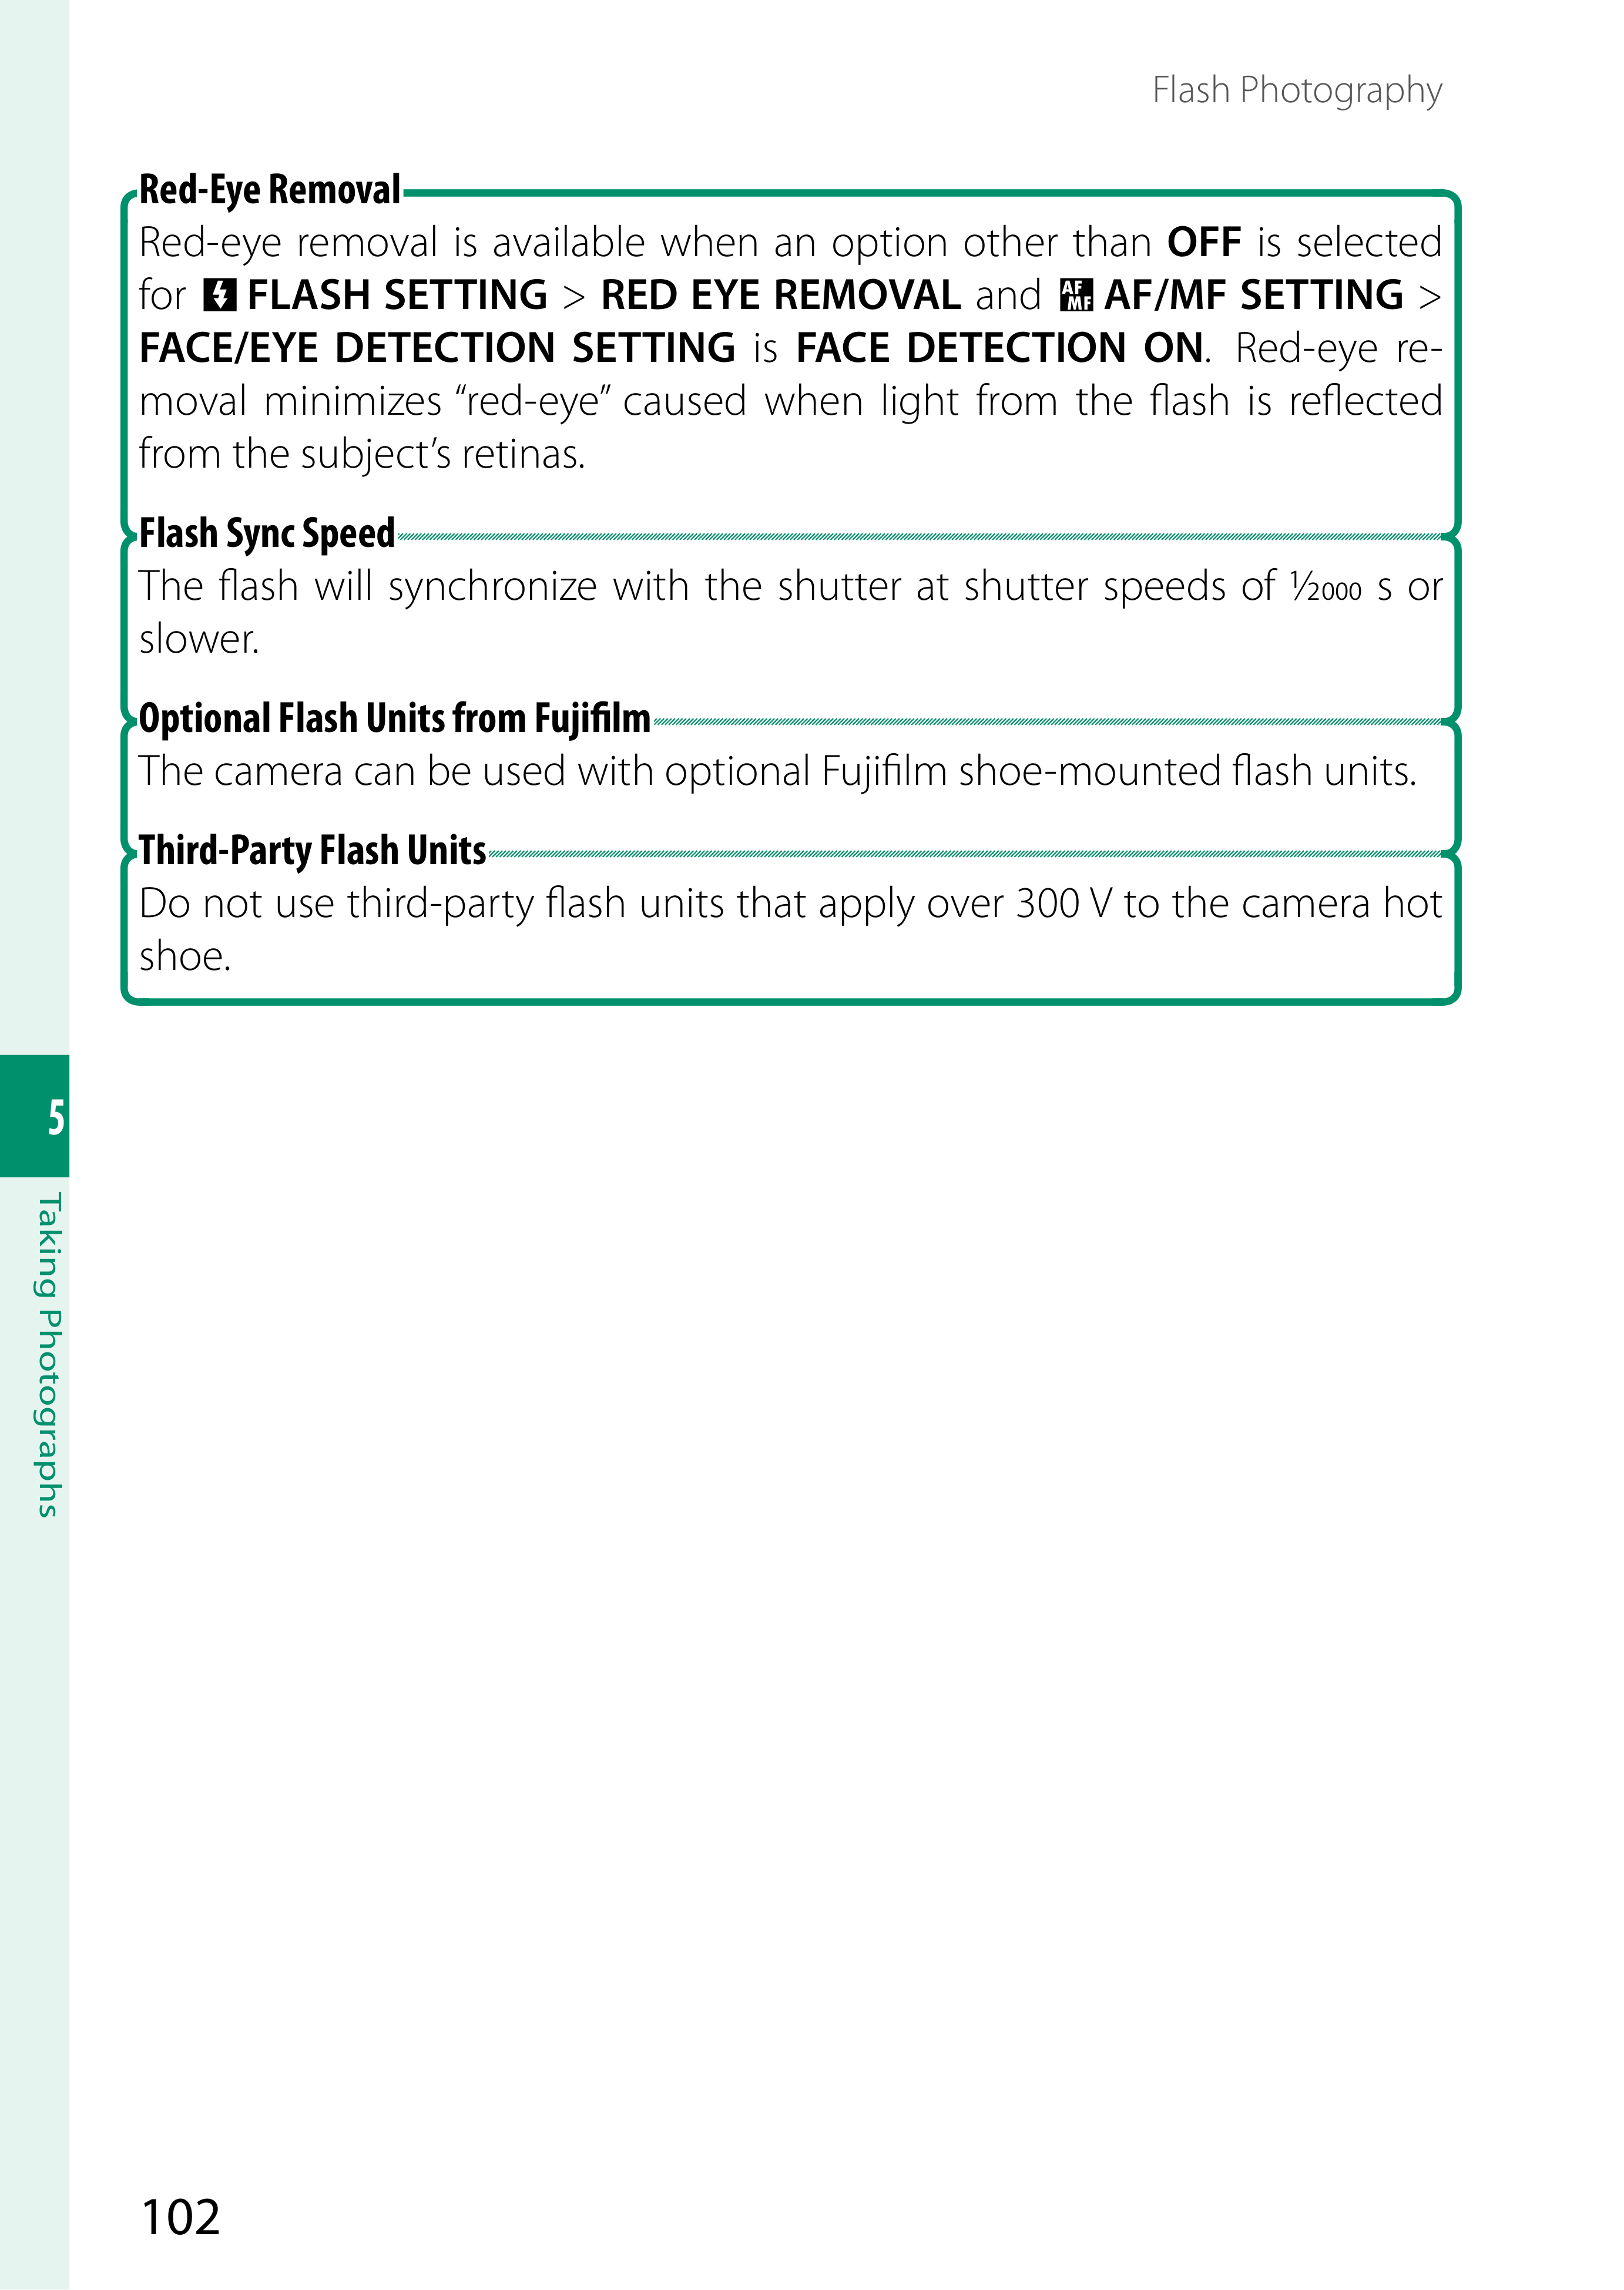 Flash Photography
Red-Eye Removal
Red-eye removal is available when an option other than OFF is selected
for FLASH SETTING > RED EYE REMOVAL and AF MF AF/MF SETTING >
FACE/EYE DETECTION SETTING is FACE DETECTION ON. Red-eye re-
moval minimizes “red-eye” caused when light from the flash is reflected
from the subject’s retinas.
Flash Sync Speed
The flash will synchronize with the shutter at shutter speeds of 1/2000 s or
slower.
Optional Flash Units from Fujifilm
The camera can be used with optional Fujifilm shoe-mounted flash units.
Third-Party Flash Units
Do not use third-party flash units that apply over 300 V to the camera hot
shoe.
5
Taking Photographs
102